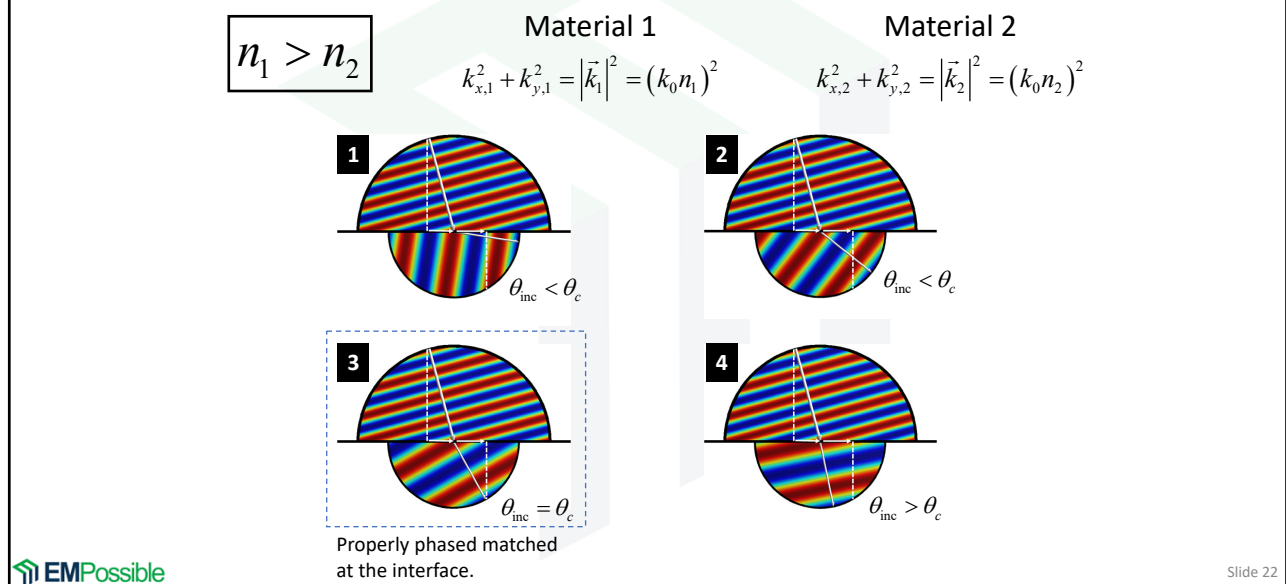 n₁ > n₂
Material 1
k²ₓ,₁ + k²ᵧ,₁ = |k⃗₁|² = (k₀n₁)²
Material 2
k²ₓ,₂ + k²ᵧ,₂ = |k⃗₂|² = (k₀n₂)²
1
θinc < θc
2
θinc < θc
3
θinc = θc
4
θinc > θc
Properly phased matched
at the interface.
EMPossible
Slide 22